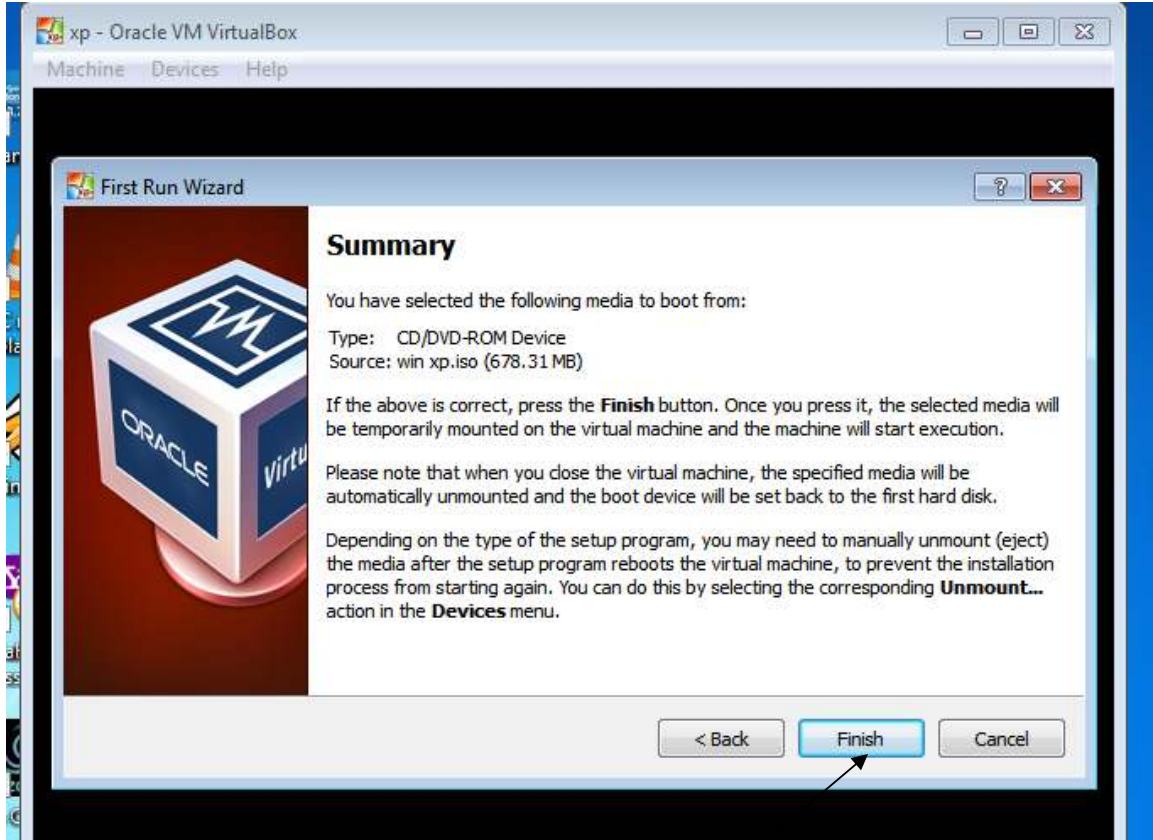 xp - Oracle VM VirtualBox
Machine Devices Help
First Run Wizard
Summary
You have selected the following media to boot from:
Type: CD/DVD-ROM Device
Source: win xp.iso (678.31 MB)
If the above is correct, press the Finish button. Once you press it, the selected media will
be temporarily mounted on the virtual machine and the machine will start execution.
Please note that when you close the virtual machine, the specified media will be
automatically unmounted and the boot device will be set back to the first hard disk.
Depending on the type of the setup program, you may need to manually unmount (eject)
the media after the setup program reboots the virtual machine, to prevent the installation
process from starting again. You can do this by selecting the corresponding Unmount...
action in the Devices menu.
ORACLE
Virtu
< Back Finish Cancel